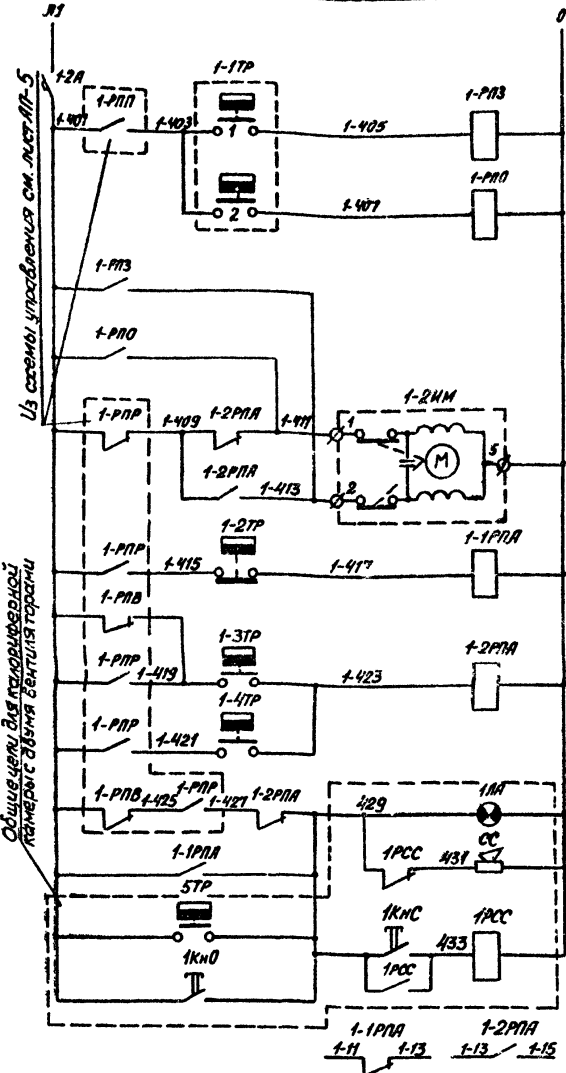 Л1
0
1-2А
1-РПП
1-1ТР
1-401
1-403
1
1-405
1-РПЗ
2
1-407
1-РПО
Из схемы управления см. лист АП-5
1-РПЗ
1-РПО
1-РПР
1-409
1-2РПА
1-411
1-2ИМ
1
М
5
1-2РПА
1-413
2
1-2ТР
1-РПР
1-415
1-417
1-1РПА
1-РПВ
1-3ТР
1-РПР
1-419
1-423
1-2РПА
1-4ТР
1-РПР
1-421
Общие цепи для калориферной
камеры с двумя вентиляторами
1-РПВ
1-425
1-РПР
1-427
1-2РПА
429
1ЛА
1РСС
431
СС
1-1РПА
5ТР
1КнС
433
1РСС
1РСС
1КнО
1-1РПА
1-2РПА
1-11
1-13
1-13
1-15